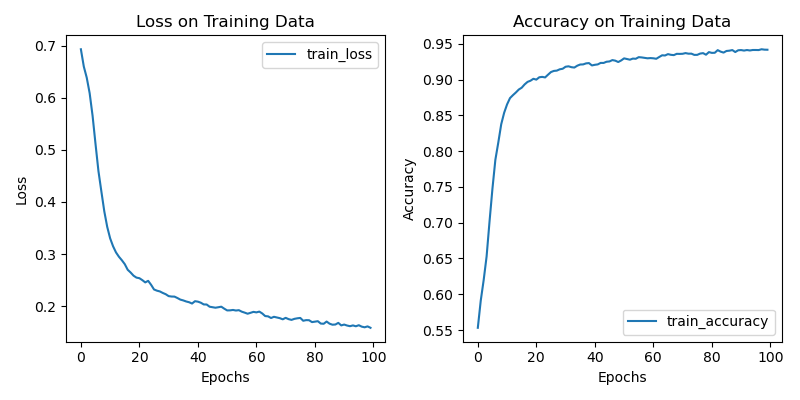 Loss on Training Data
train_loss
0.7
0.6
0.5
0.4
0.3
0.2
Loss
0 20 40 60 80 100
Epochs
Accuracy on Training Data
train_accuracy
0.95
0.90
0.85
0.80
0.75
0.70
0.65
0.60
0.55
Accuracy
0 20 40 60 80 100
Epochs